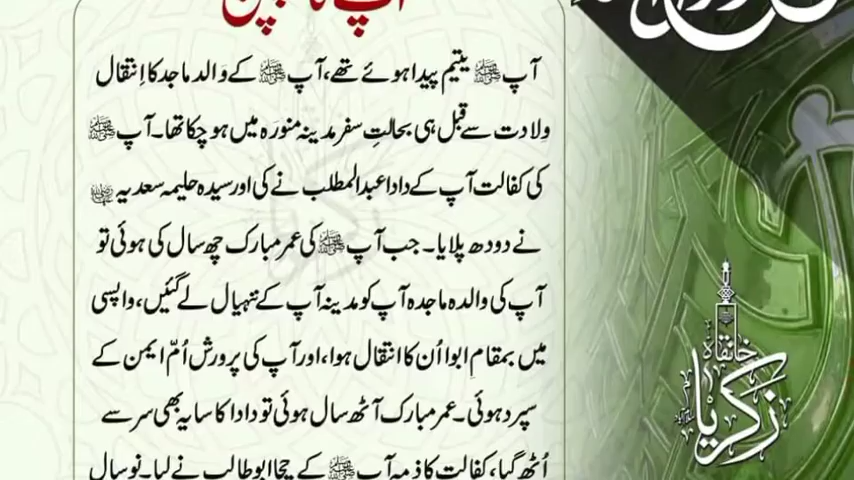 آپ ﷺ یتیم پیدا ہوئے تھے، آپ ﷺ کے وَالد ماجد کا اِنتقال
وِلادت سے قبل ہی بحالتِ سفر مدینہ منورَہ میں ہو چکا تھا۔ آپ ﷺ
کی کفالت آپ کے دادا عبدالمطلب نے کی اور سیدہ حلیمہ سعدیہ
نے دودھ پلایا۔ جب آپ ﷺ کی عمر مبارک چھ سال کی ہوئی تو
آپ کی والدہ ماجدہ آپ کو مدینہ آپ کے ننہیال لے گئیں، واپسی
میں بمقامِ ابوا اُن کا انتقال ہوا، اور آپ کی پرورش اُمّ ایمن کے
سپرد ہوئی۔ عمر مبارک آٹھ سال ہوئی تو دادا کا سایہ بھی سر سے
اُٹھ گیا، کفالت کا ذمہ آپ ﷺ کے چچا ابو طالب نے لیا۔ نو سال
خانقاہ
زکریا